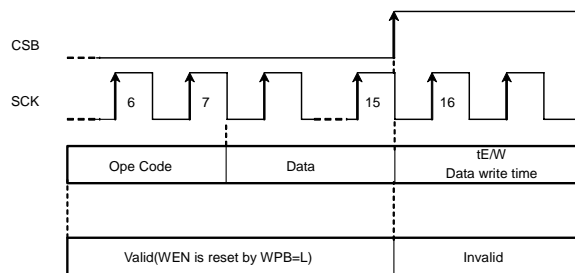 CSB
SCK
6
7
15
16
Ope Code
Data
tE/W
Data write time
Valid(WEN is reset by WPB=L)
Invalid